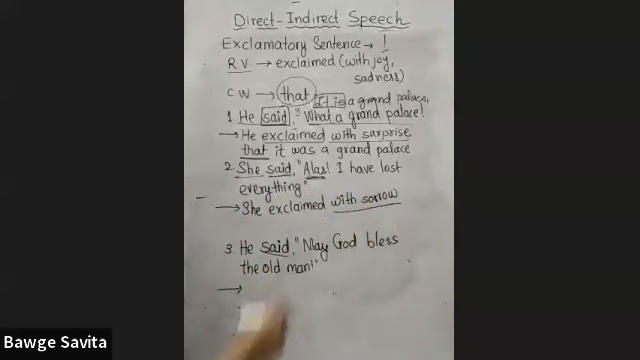 Direct-Indirect Speech
Exclamatory Sentence → !
RV → exclaimed (with joy,
sadness)
CW → that
It is a grand palace,
1 He said, "What a grand palace!
→ He exclaimed with surprise
that it was a grand palace
2. She said, "Alas! I have lost
everything"
→ She exclaimed with sorrow
3. He said, "May God bless
the old man!"
→
Bawge Savita